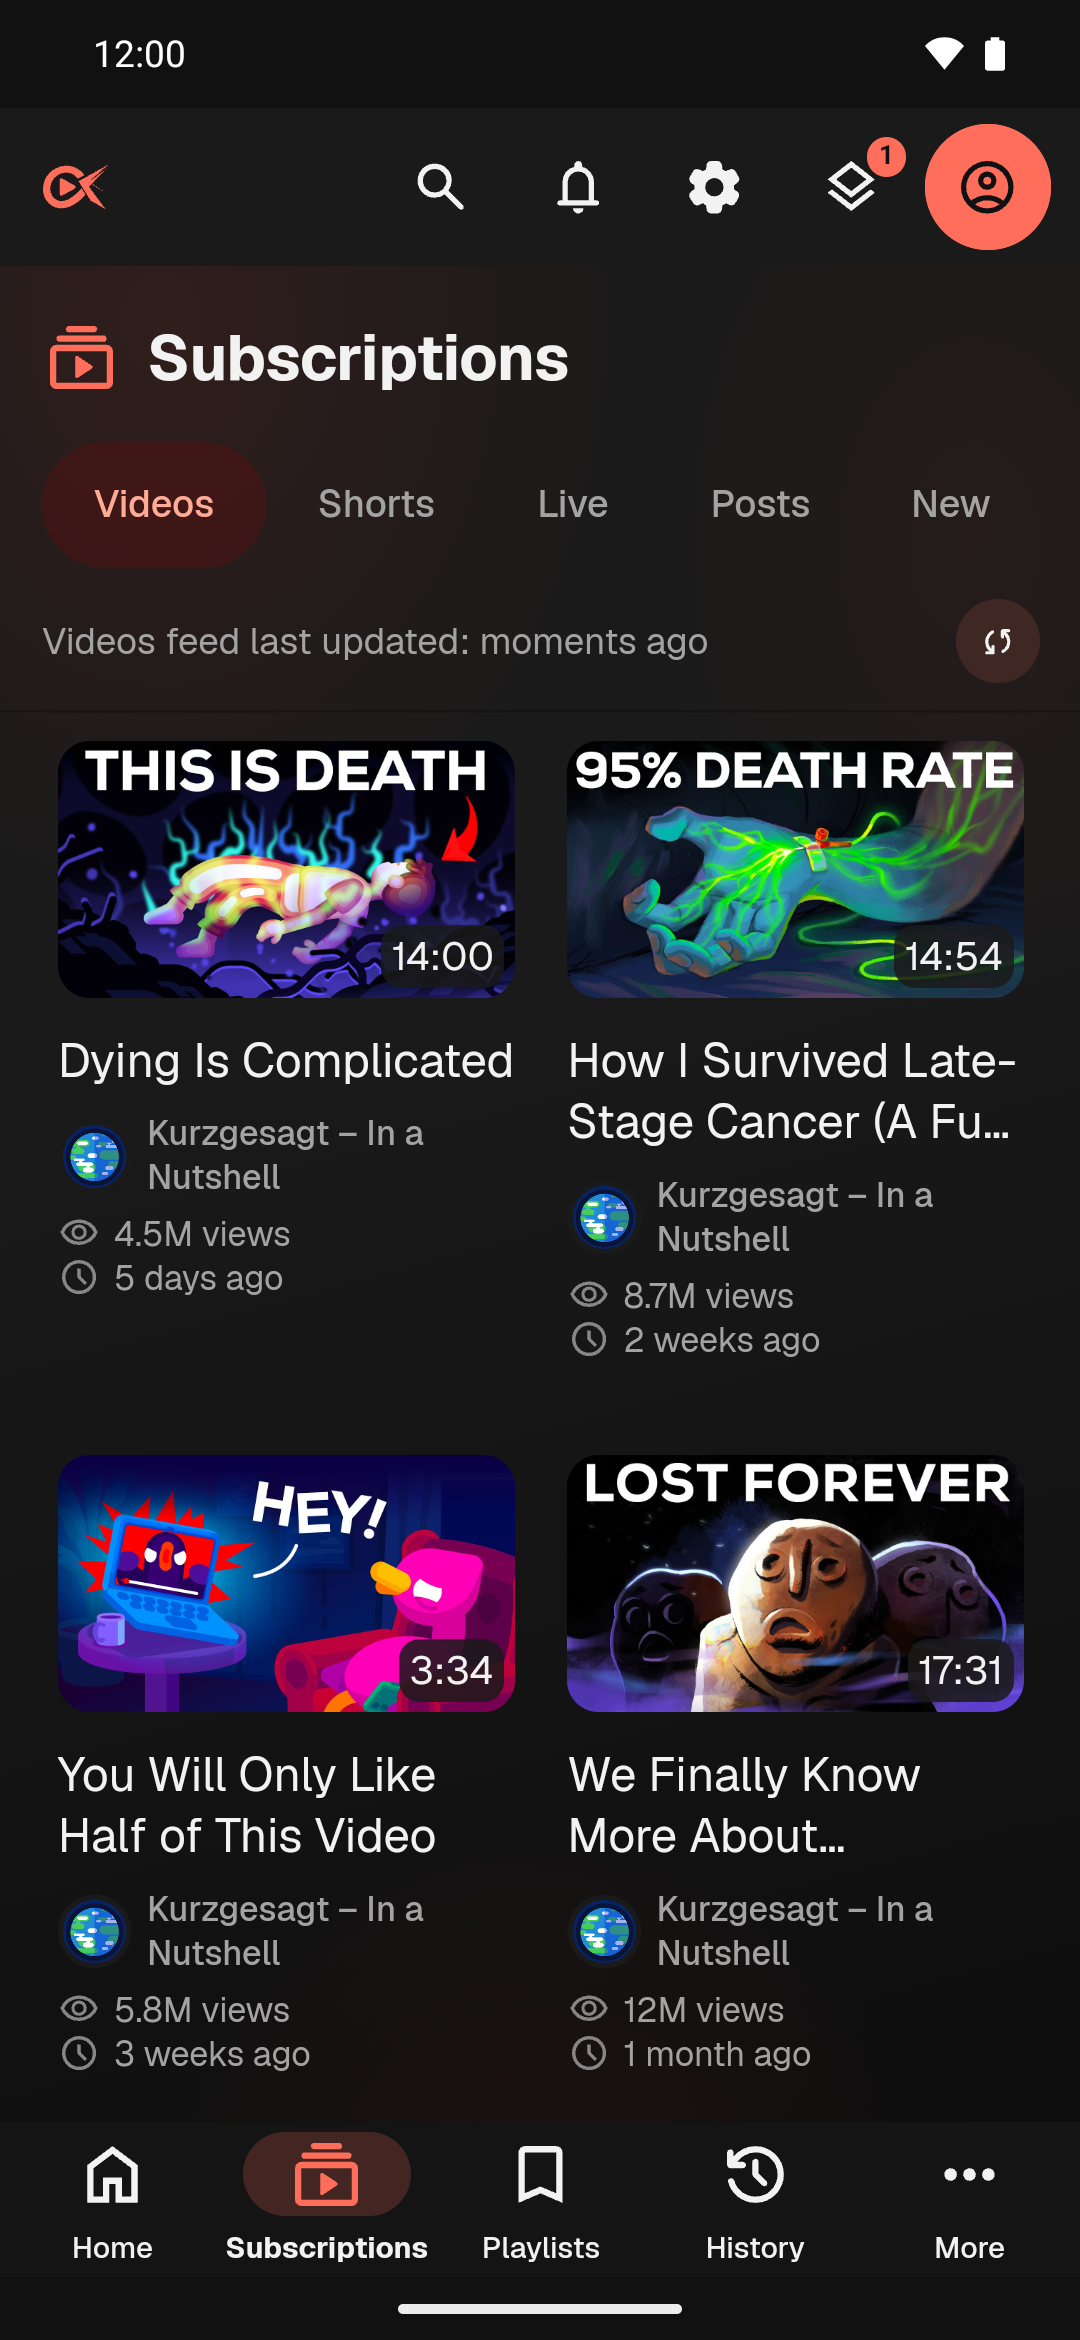 12:00
1
Subscriptions
Videos
Shorts
Live
Posts
New
Videos feed last updated: moments ago
THIS IS DEATH
14:00
Dying Is Complicated
Kurzgesagt – In a
Nutshell
4.5M views
5 days ago
95% DEATH RATE
14:54
How I Survived Late-
Stage Cancer (A Fu...
Kurzgesagt – In a
Nutshell
8.7M views
2 weeks ago
HEY!
3:34
You Will Only Like
Half of This Video
Kurzgesagt – In a
Nutshell
5.8M views
3 weeks ago
LOST FOREVER
17:31
We Finally Know
More About...
Kurzgesagt – In a
Nutshell
12M views
1 month ago
Home
Subscriptions
Playlists
History
More